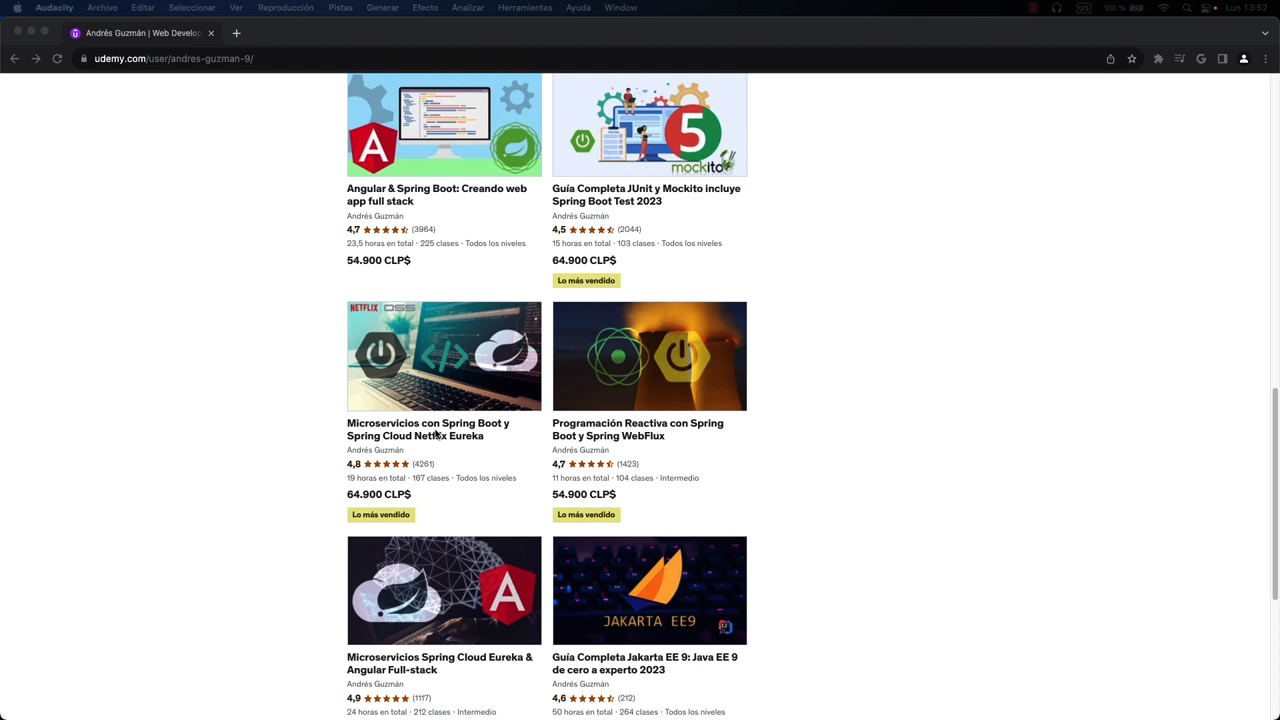 Audacity Archivo Editar Seleccionar Ver Reproducción Pistas Generar Efecto Analizar Herramientas Ayuda Window US 100 % Lun 13:52
Andrés Guzmán | Web Develop
udemy.com/user/andres-guzman-9/
5
mockito
Angular & Spring Boot: Creando web
app full stack
Andrés Guzmán
4,7 (3964)
23,5 horas en total · 225 clases · Todos los niveles
54.900 CLP$
Guía Completa JUnit y Mockito incluye
Spring Boot Test 2023
Andrés Guzmán
4,5 (2044)
15 horas en total · 103 clases · Todos los niveles
64.900 CLP$
Lo más vendido
NETFLIX OSS
Microservicios con Spring Boot y
Spring Cloud Netflix Eureka
Andrés Guzmán
4,8 (4261)
19 horas en total · 167 clases · Todos los niveles
64.900 CLP$
Lo más vendido
Programación Reactiva con Spring
Boot y Spring WebFlux
Andrés Guzmán
4,7 (1423)
11 horas en total · 104 clases · Intermedio
54.900 CLP$
Lo más vendido
Microservicios Spring Cloud Eureka &
Angular Full-stack
Andrés Guzmán
4,9 (1117)
24 horas en total · 212 clases · Intermedio
JAKARTA EE9
Guía Completa Jakarta EE 9: Java EE 9
de cero a experto 2023
Andrés Guzmán
4,6 (212)
50 horas en total · 264 clases · Todos los niveles